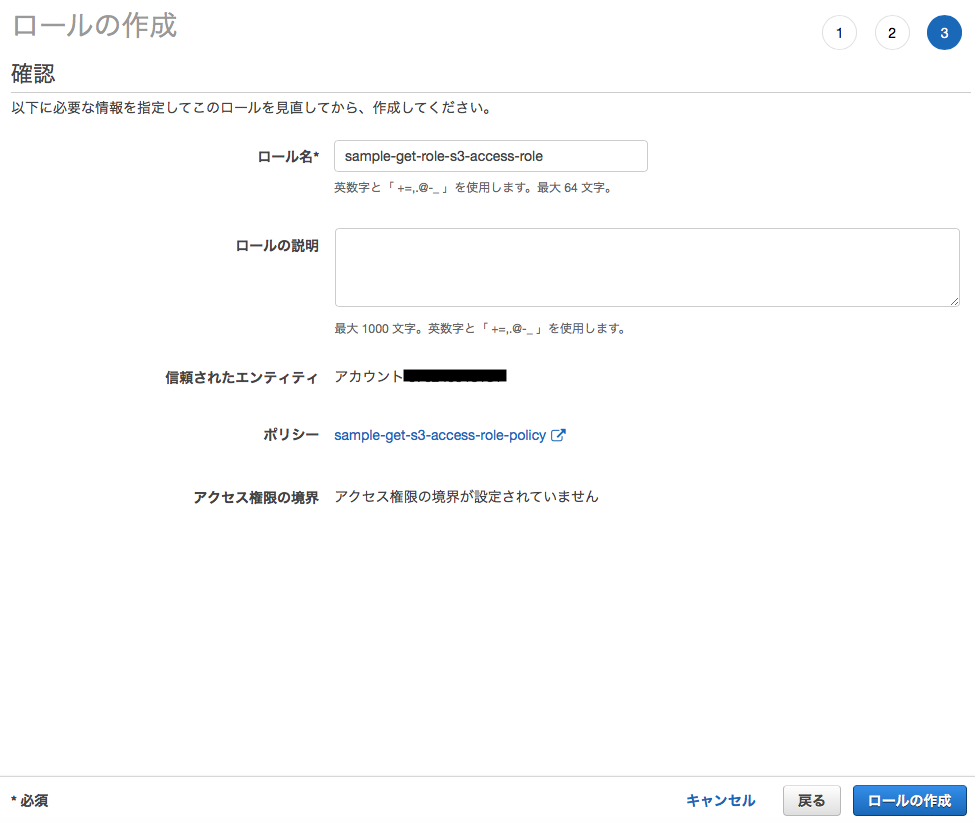 ロールの作成
1 2 3
確認
以下に必要な情報を指定してこのロールを見直してから、作成してください。
ロール名* sample-get-role-s3-access-role
英数字と「 +=,.@-_ 」を使用します。最大 64 文字。
ロールの説明
最大 1000 文字。英数字と「 +=,.@-_ 」を使用します。
信頼されたエンティティ アカウント
ポリシー sample-get-s3-access-role-policy
アクセス権限の境界 アクセス権限の境界が設定されていません
* 必須 キャンセル 戻る ロールの作成